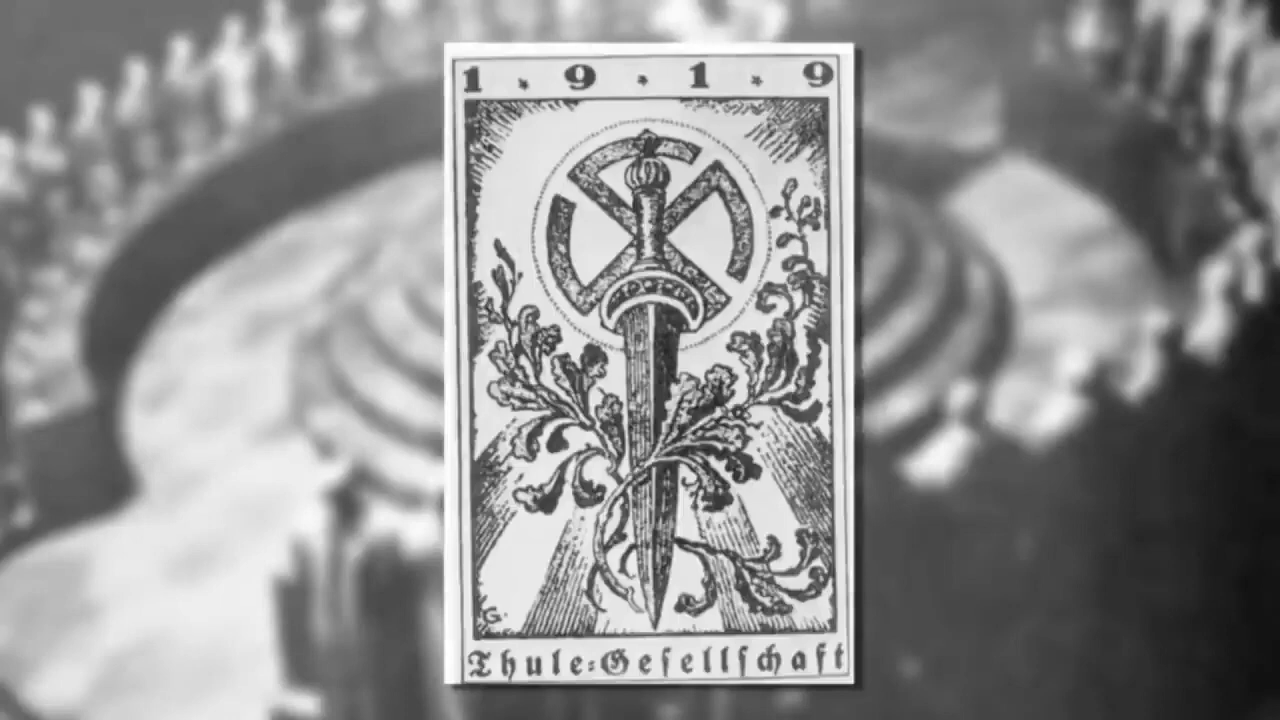 1 · 9 · 1 · 9
G.
Thule=Geſellſchaft